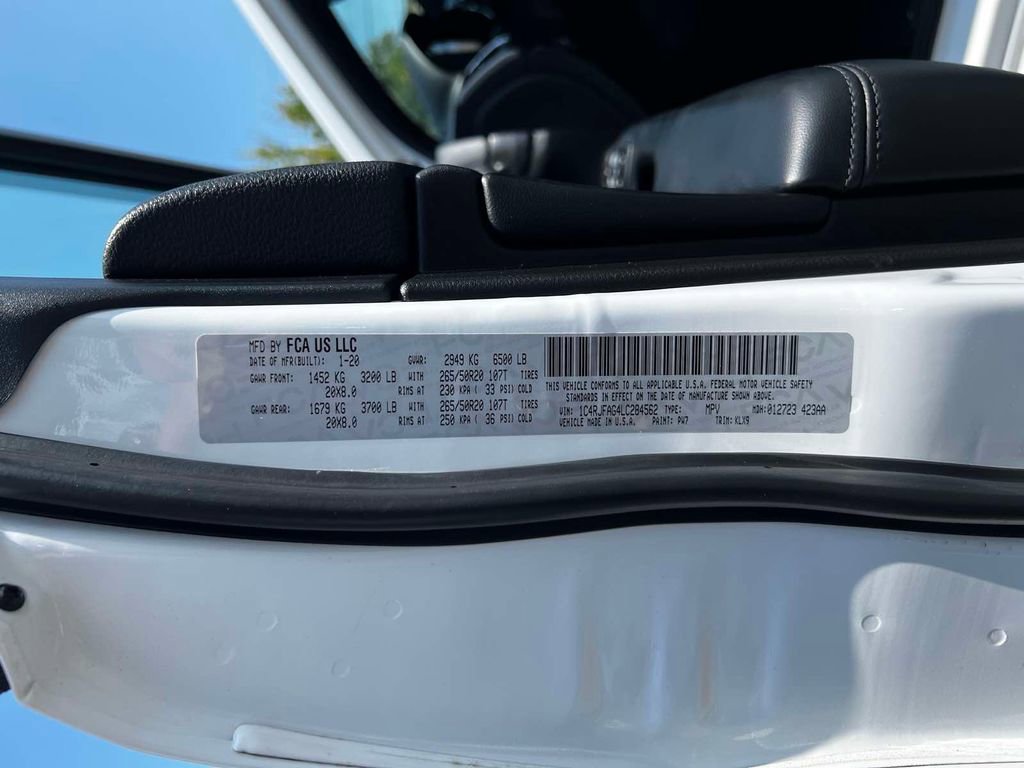 MFD BY FCA US LLC
DATE OF MFR(BUILT): 1-20 GVWR: 2949 KG 6500 LB
GAWR FRONT: 1452 KG 3200 LB WITH 265/50R20 107T TIRES
20X8.0 RIMS AT 230 KPA ( 33 PSI) COLD
GAWR REAR: 1679 KG 3700 LB WITH 265/50R20 107T TIRES
20X8.0 RIMS AT 250 KPA ( 36 PSI) COLD
THIS VEHICLE CONFORMS TO ALL APPLICABLE U.S.A. FEDERAL MOTOR VEHICLE SAFETY
STANDARDS IN EFFECT ON THE DATE OF MANUFACTURE SHOWN ABOVE.
VIN: 1C4RJFAG4LC284562 TYPE: MPV MDH: 012723 423AA
VEHICLE MADE IN U.S.A. PAINT: PW7 TRIM: KLX9